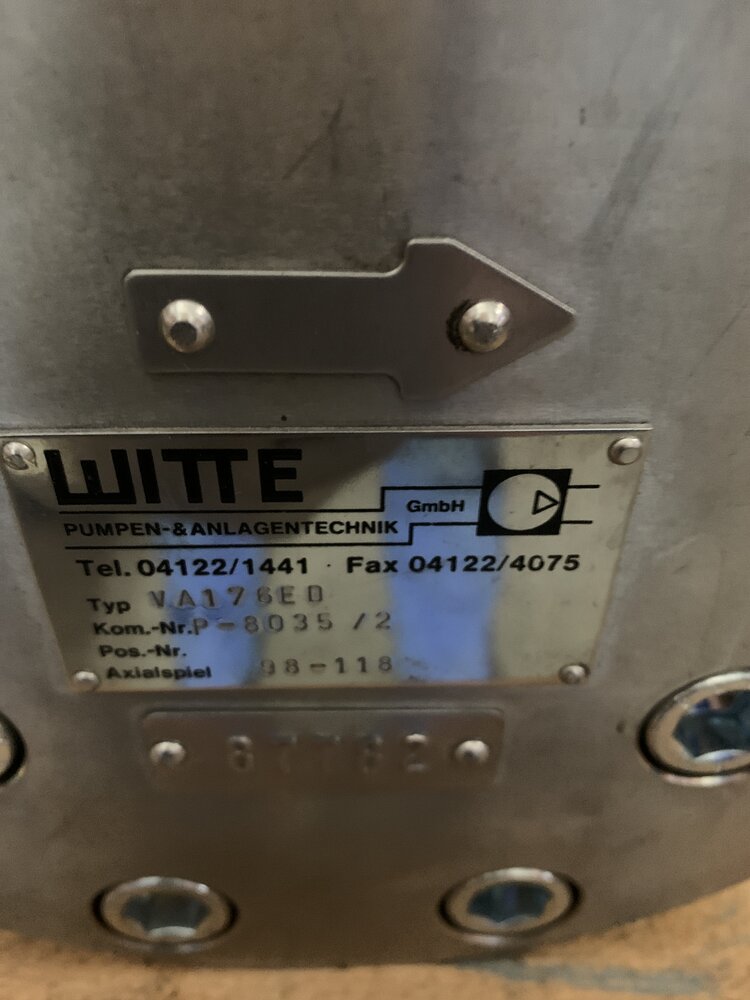 WITTE
GmbH
PUMPEN-&ANLAGENTECHNIK
Tel. 04122/1441 · Fax 04122/4075
Typ VA176ED
Kom.-Nr. P-8035 /2
Pos.-Nr.
Axialspiel 98-118